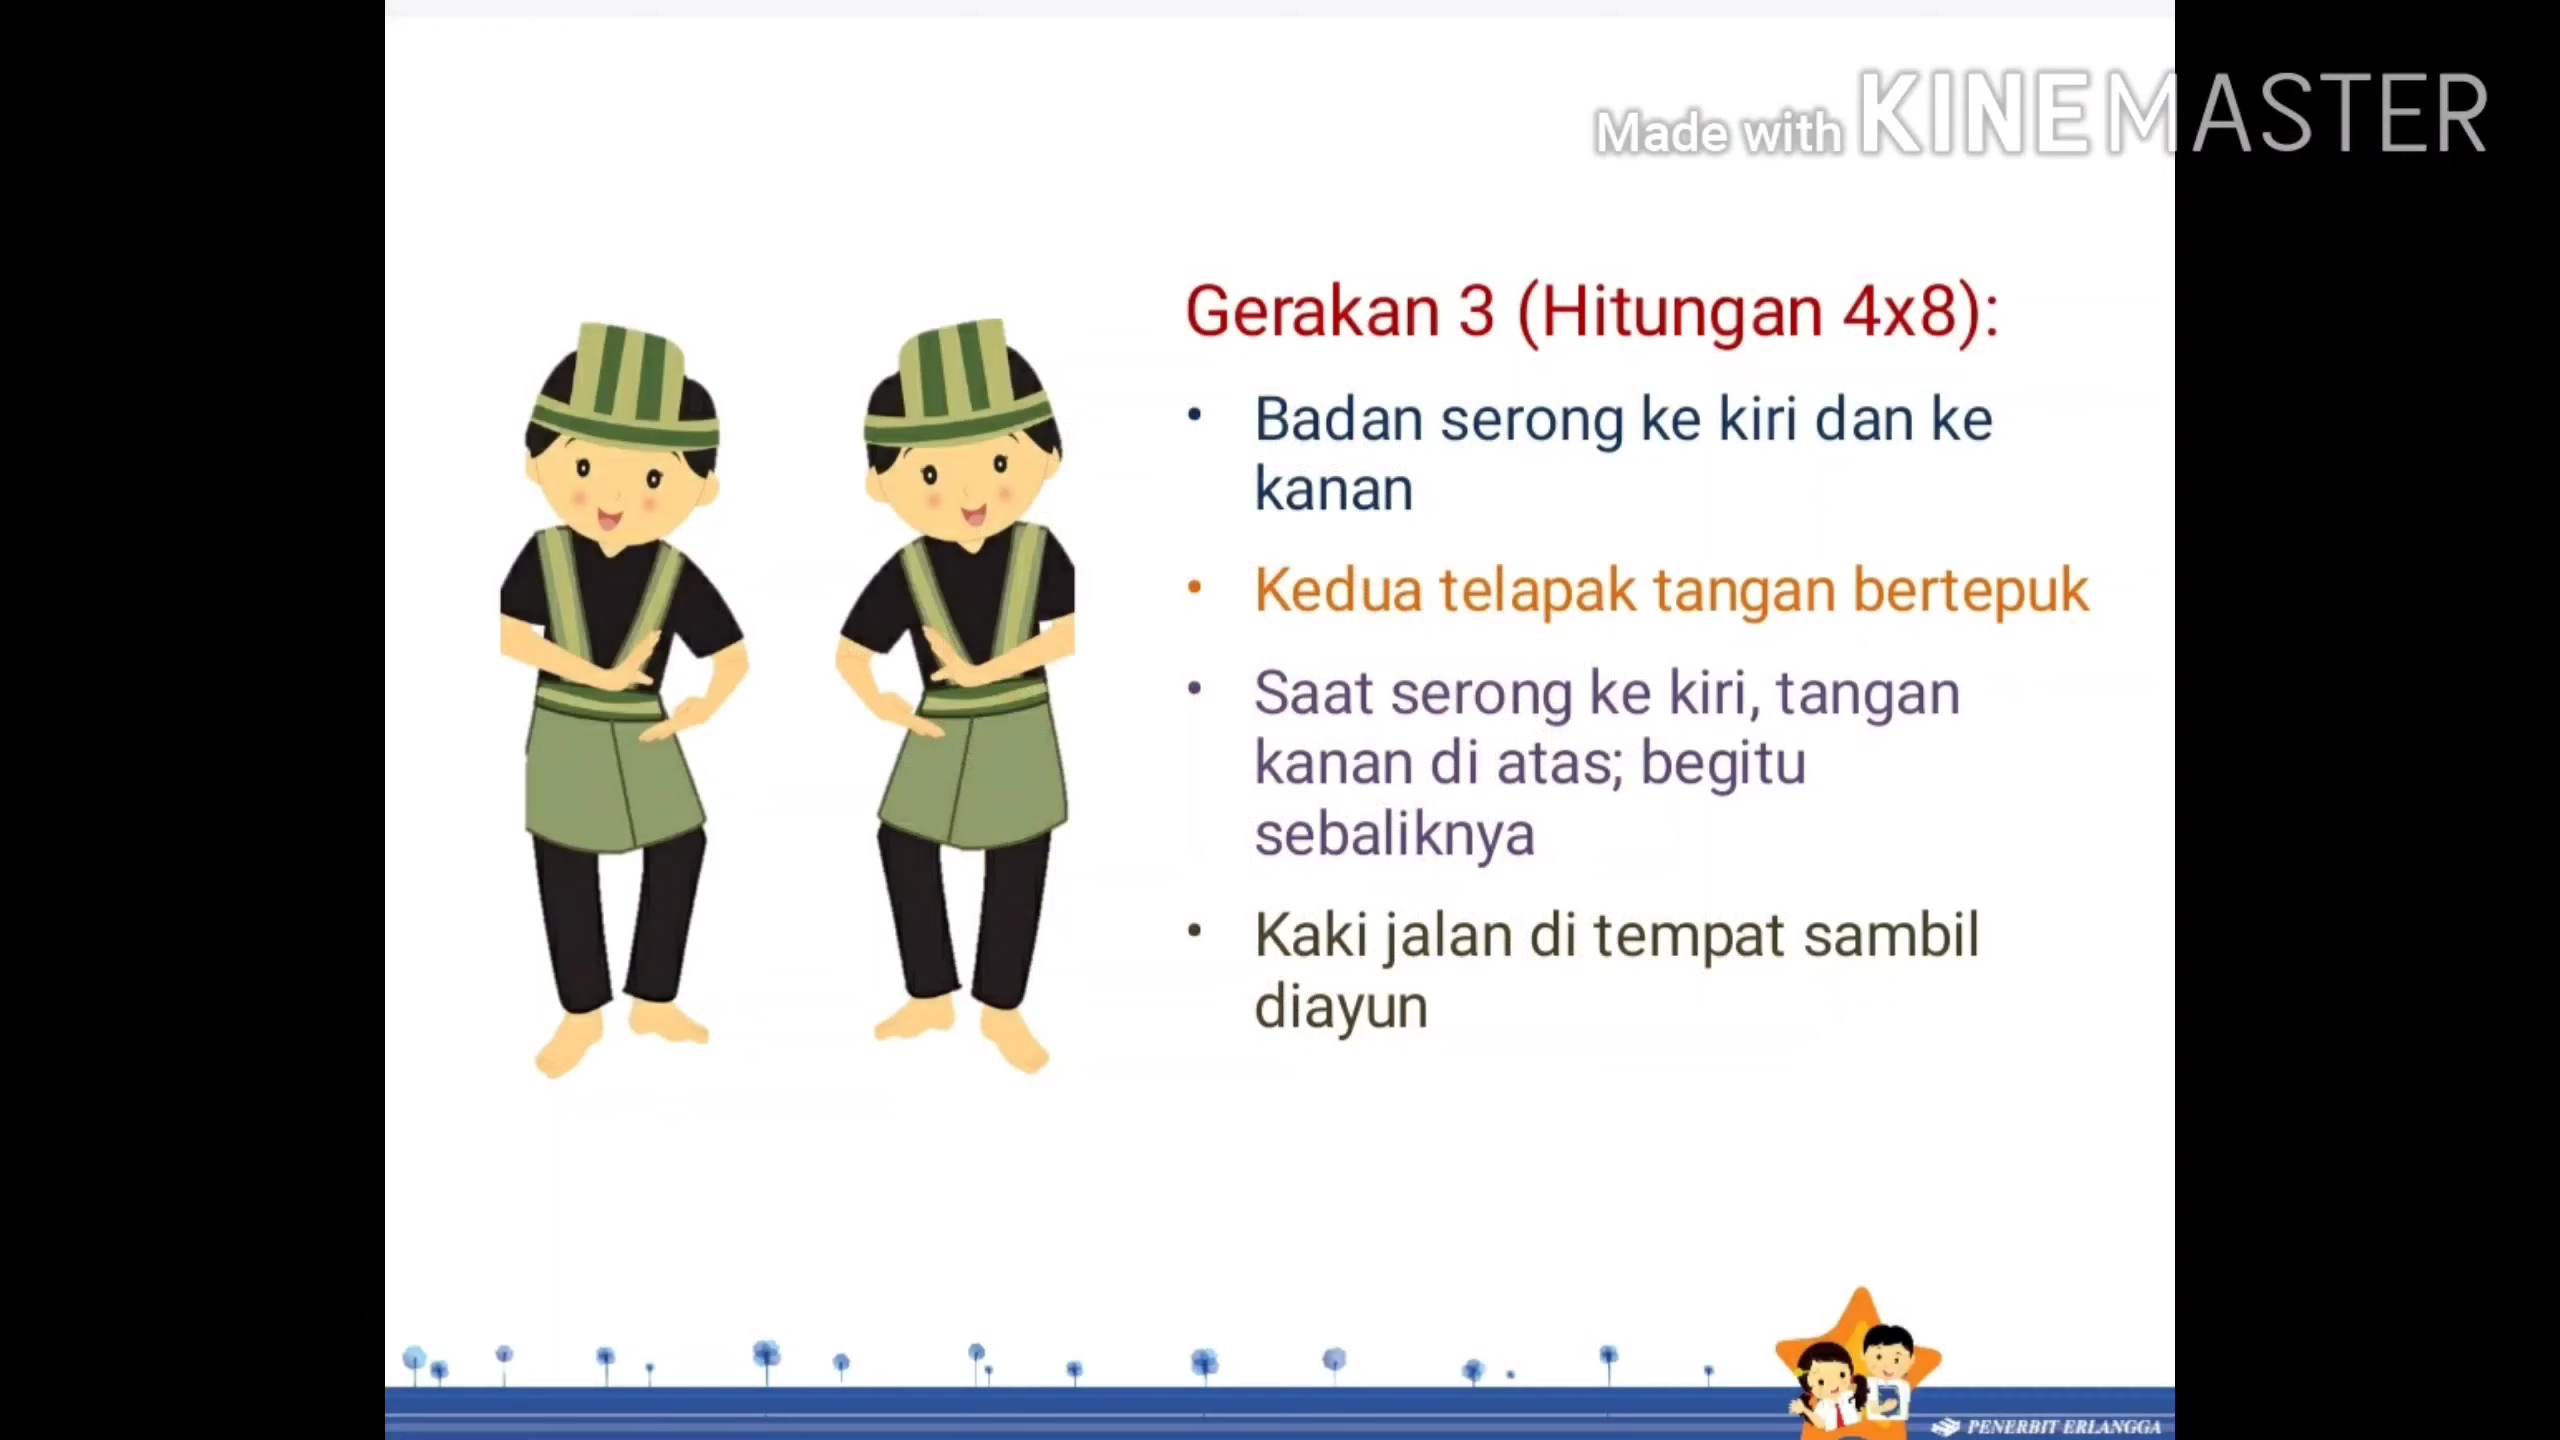 Made with KINEMASTER
Gerakan 3 (Hitungan 4x8):
• Badan serong ke kiri dan ke
kanan
• Kedua telapak tangan bertepuk
• Saat serong ke kiri, tangan
kanan di atas; begitu
sebaliknya
• Kaki jalan di tempat sambil
diayun
PENERBIT ERLANGGA